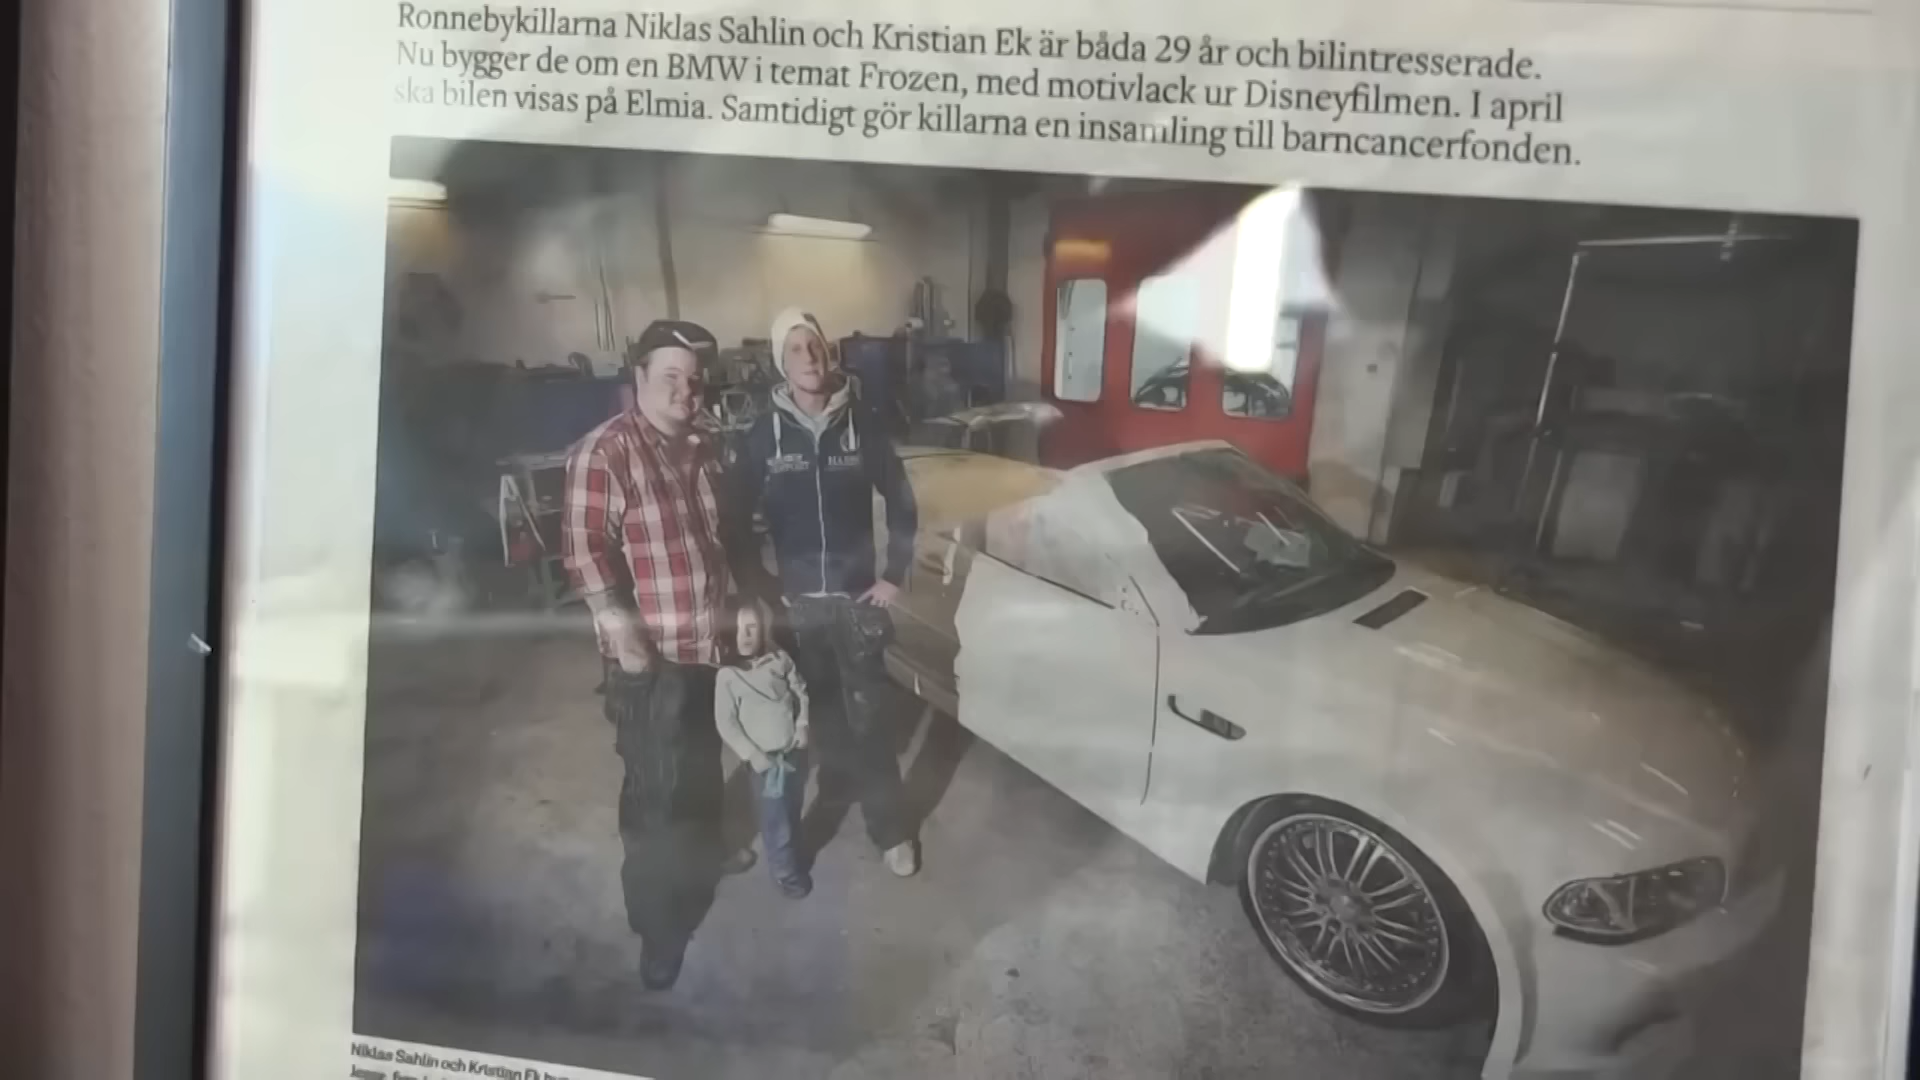 Ronnebykillarna Niklas Sahlin och Kristian Ek är båda 29 år och bilintresserade.
Nu bygger de om en BMW i temat Frozen, med motivlack ur Disneyfilmen. I april
ska bilen visas på Elmia. Samtidigt gör killarna en insamling till barncancerfonden.
Niklas Sahlin och Kristian Ek